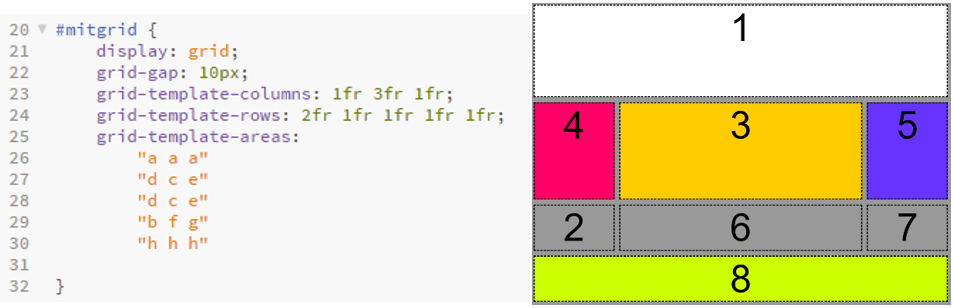 20 #mitgrid {
21 display: grid;
22 grid-gap: 10px;
23 grid-template-columns: 1fr 3fr 1fr;
24 grid-template-rows: 2fr 1fr 1fr 1fr 1fr;
25 grid-template-areas:
26 "a a a"
27 "d c e"
28 "d c e"
29 "b f g"
30 "h h h"
31
32 }
1
4 3 5
2 6 7
8